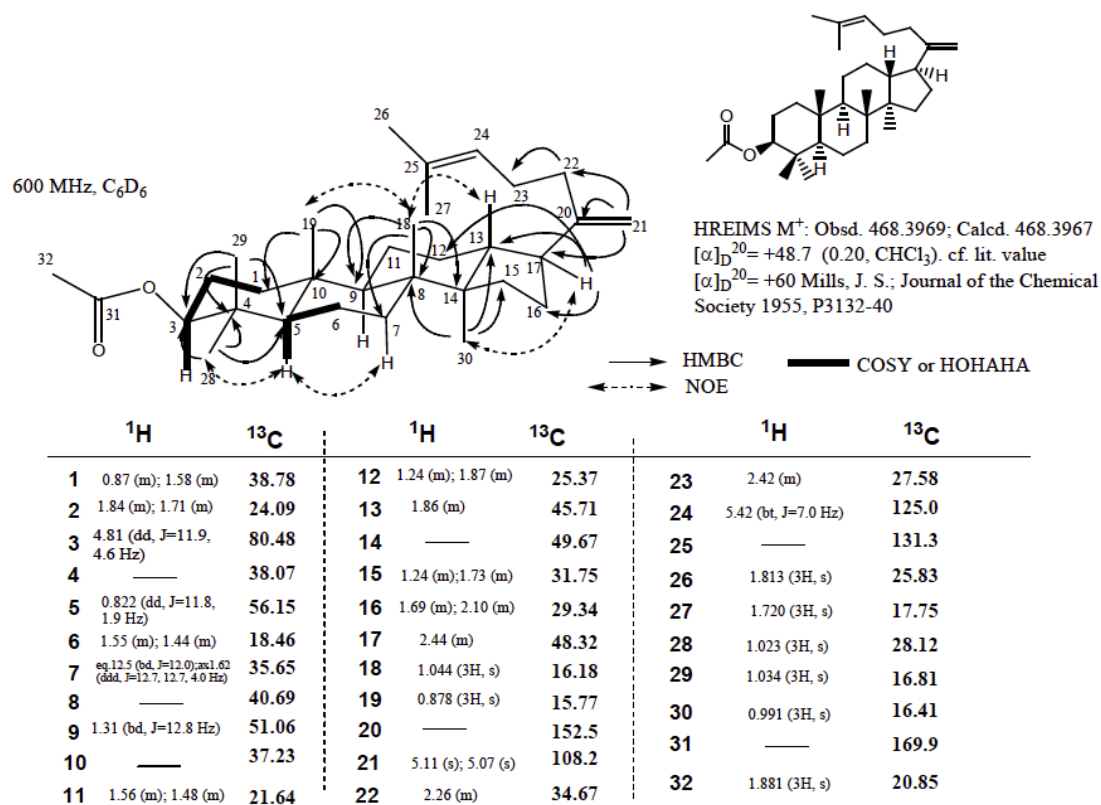 26
24
25
22
600 MHz, C6D6
27
23
20
21
19
18
H
29
12
13
17
H
32
2
1
11
15
O
10
9
8
14
16
31
3
4
5
6
7
30
O
H
28
H
H
H
O
O
H
H
H
H
HREIMS M+: Obsd. 468.3969; Calcd. 468.3967
[α]D20= +48.7 (0.20, CHCl3). cf. lit. value
[α]D20= +60 Mills, J. S.; Journal of the Chemical
Society 1955, P3132-40
HMBC
COSY or HOHAHA
NOE
1H 13C 1H 13C 1H 13C
1 0.87 (m); 1.58 (m) 38.78
2 1.84 (m); 1.71 (m) 24.09
3 4.81 (dd, J=11.9,
4.6 Hz) 80.48
4 —— 38.07
5 0.822 (dd, J=11.8,
1.9 Hz) 56.15
6 1.55 (m); 1.44 (m) 18.46
7 eq.12.5 (bd, J=12.0);ax1.62
(ddd, J=12.7, 12.7, 4.0 Hz) 35.65
8 —— 40.69
9 1.31 (bd, J=12.8 Hz) 51.06
10 —— 37.23
11 1.56 (m); 1.48 (m) 21.64
12 1.24 (m); 1.87 (m) 25.37
13 1.86 (m) 45.71
14 —— 49.67
15 1.24 (m);1.73 (m) 31.75
16 1.69 (m); 2.10 (m) 29.34
17 2.44 (m) 48.32
18 1.044 (3H, s) 16.18
19 0.878 (3H, s) 15.77
20 —— 152.5
21 5.11 (s); 5.07 (s) 108.2
22 2.26 (m) 34.67
23 2.42 (m) 27.58
24 5.42 (bt, J=7.0 Hz) 125.0
25 —— 131.3
26 1.813 (3H, s) 25.83
27 1.720 (3H, s) 17.75
28 1.023 (3H, s) 28.12
29 1.034 (3H, s) 16.81
30 0.991 (3H, s) 16.41
31 —— 169.9
32 1.881 (3H, s) 20.85